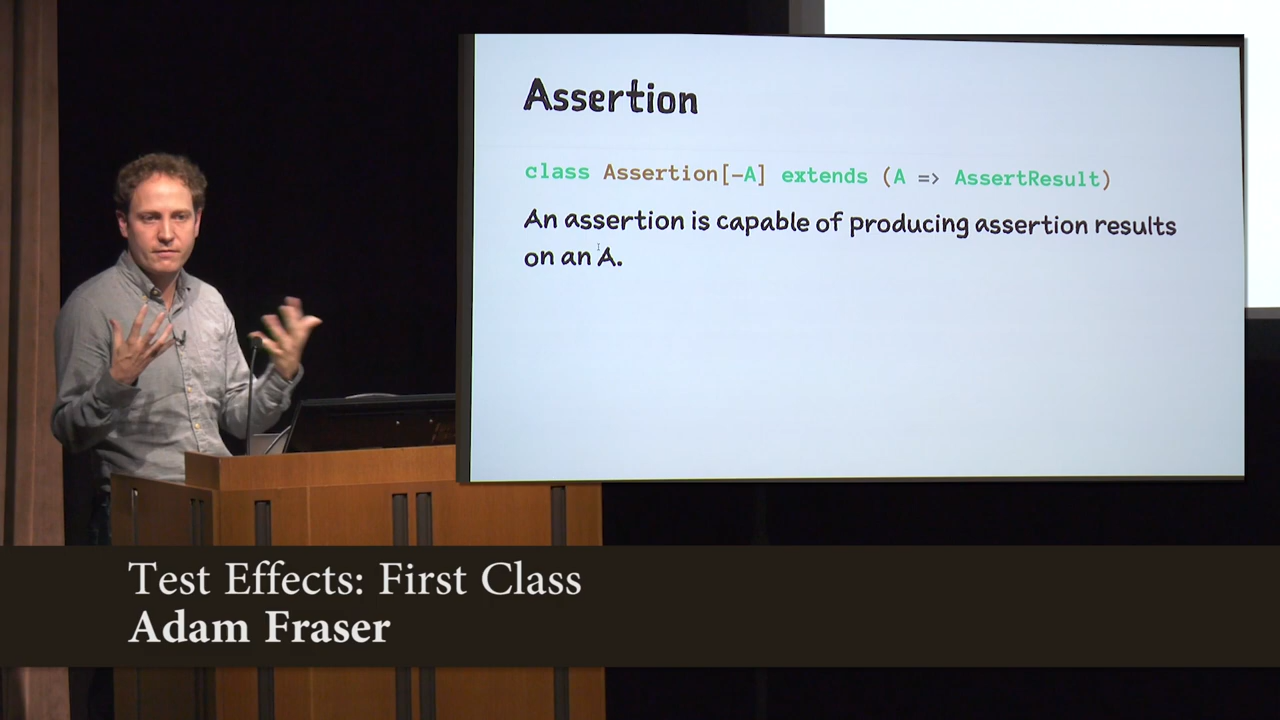 Assertion
class Assertion[-A] extends (A => AssertResult)
An assertion is capable of producing assertion results
on an A.
Test Effects: First Class
Adam Fraser